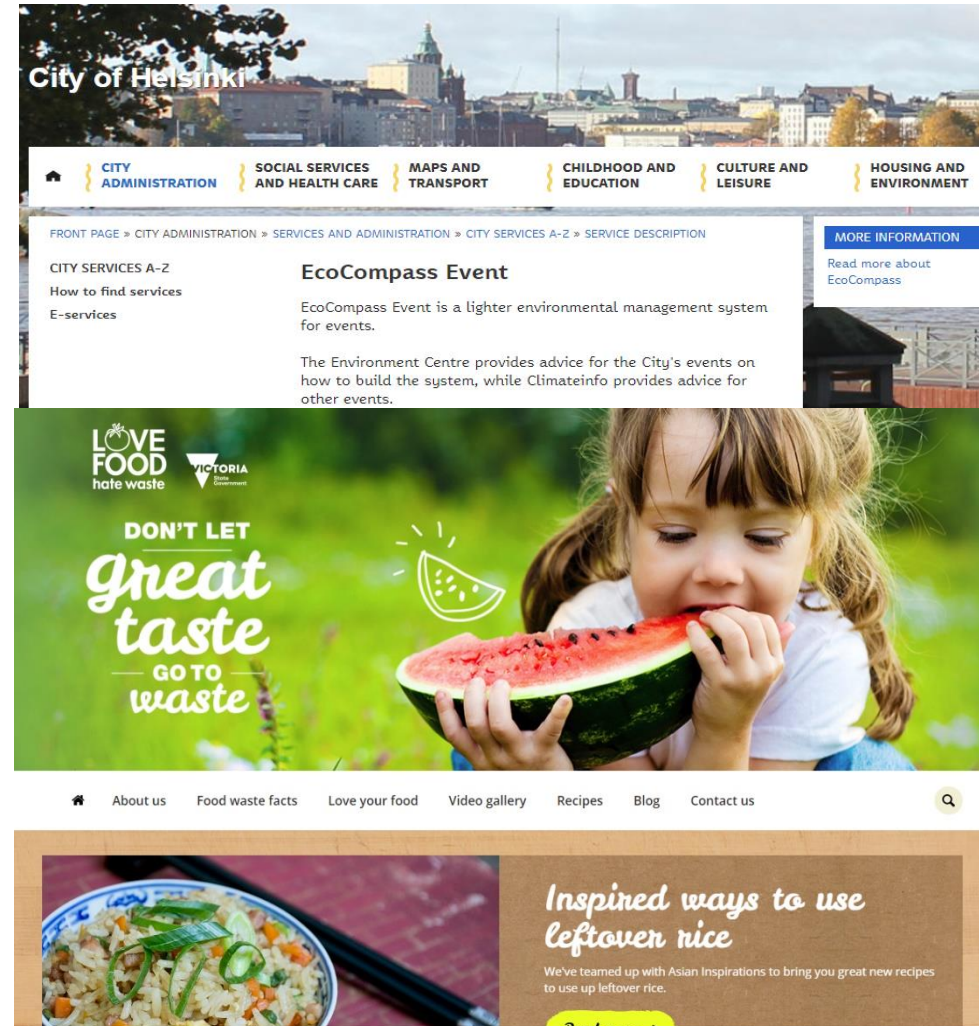 City of Helsinki
CITY ADMINISTRATION
SOCIAL SERVICES AND HEALTH CARE
MAPS AND TRANSPORT
CHILDHOOD AND EDUCATION
CULTURE AND LEISURE
HOUSING AND ENVIRONMENT
FRONT PAGE » CITY ADMINISTRATION » SERVICES AND ADMINISTRATION » CITY SERVICES A-Z » SERVICE DESCRIPTION
CITY SERVICES A-Z
How to find services
E-services
EcoCompass Event
EcoCompass Event is a lighter environmental management system
for events.
The Environment Centre provides advice for the City's events on
how to build the system, while Climateinfo provides advice for
other events.
MORE INFORMATION
Read more about
EcoCompass
LOVE
FOOD
hate waste
VICTORIA
State
Government
DON'T LET
great
taste
GO TO
waste
About us Food waste facts Love your food Video gallery Recipes Blog Contact us
Inspired ways to use
leftover rice
We've teamed up with Asian Inspirations to bring you great new recipes
to use up leftover rice.